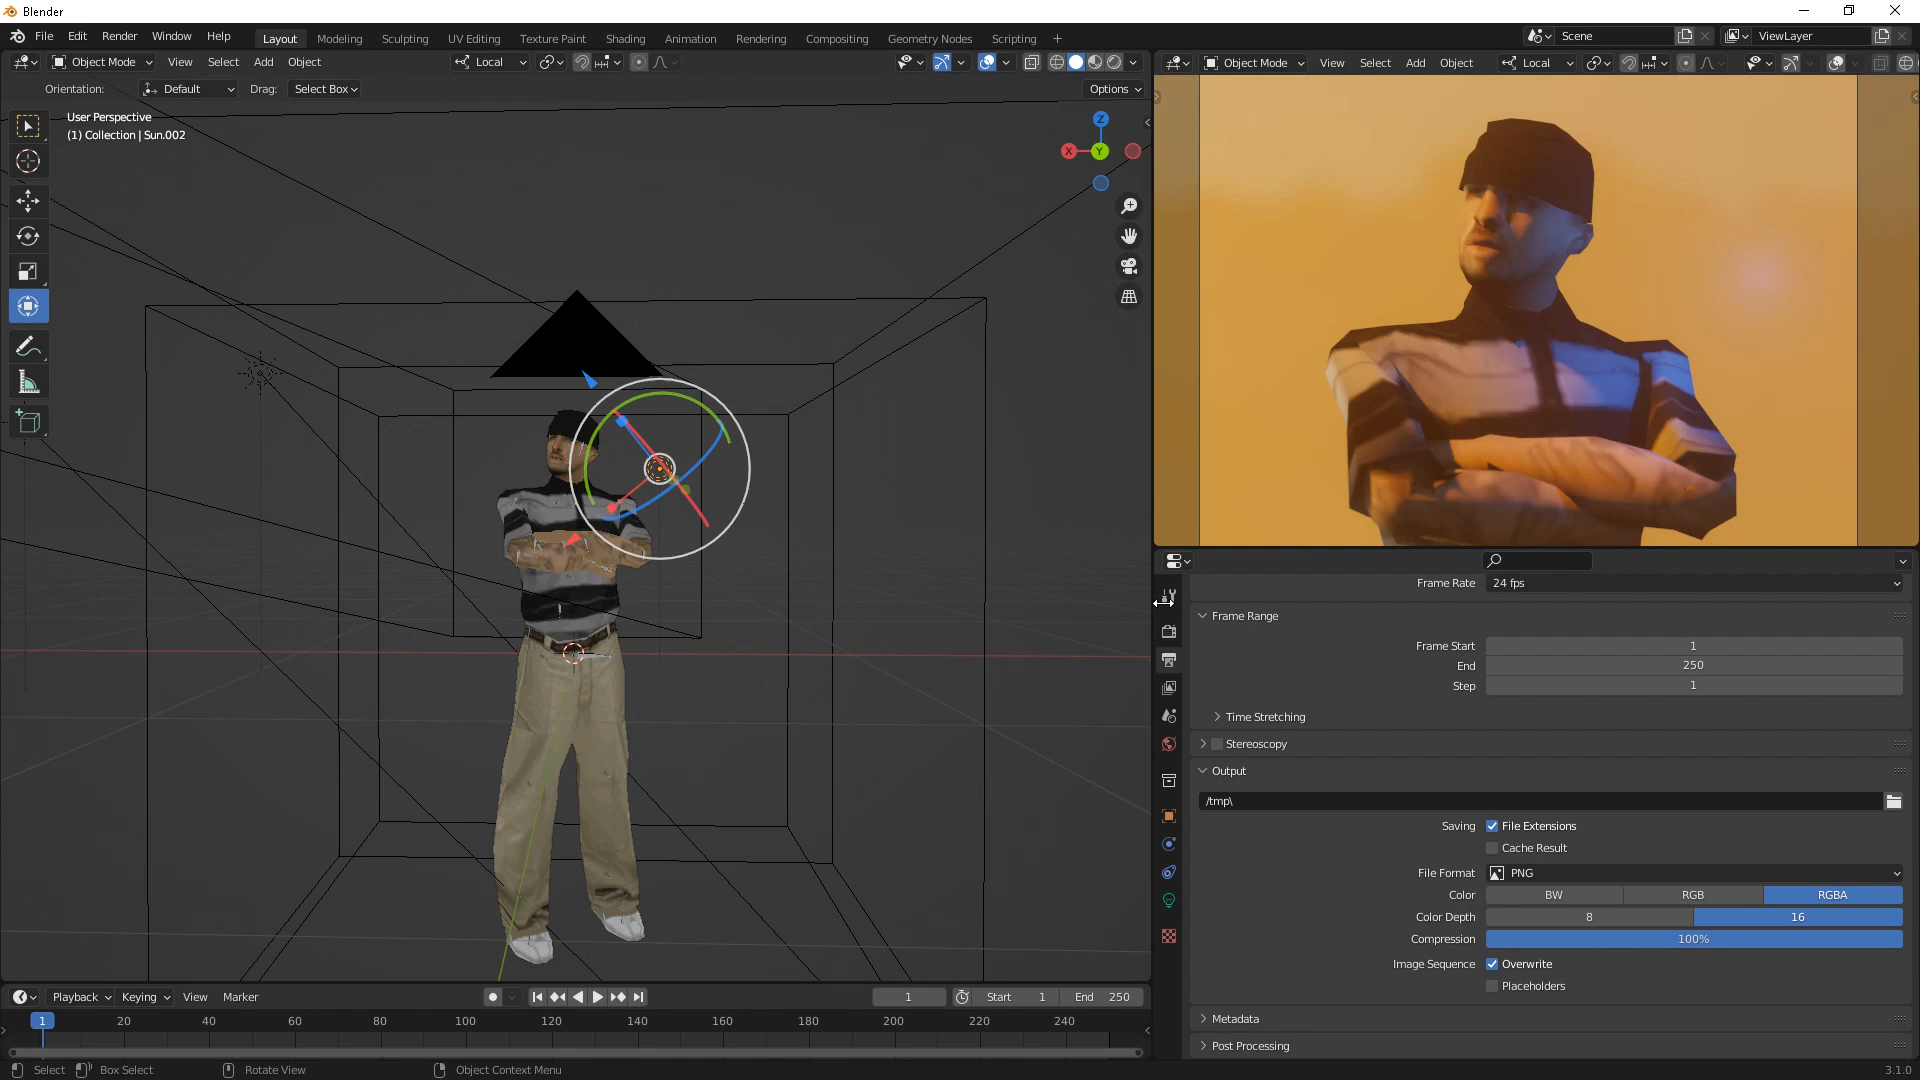 Blender
File Edit Render Window Help Layout Modeling Sculpting UV Editing Texture Paint Shading Animation Rendering Compositing Geometry Nodes Scripting + Scene ViewLayer
Object Mode View Select Add Object Local
Object Mode View Select Add Object Local
Orientation: Default Drag: Select Box Options
User Perspective
(1) Collection | Sun.002
Z
X Y
Frame Rate 24 fps
Frame Range
Frame Start 1
End 250
Step 1
Time Stretching
Stereoscopy
Output
/tmp\
Saving File Extensions
Cache Result
File Format PNG
Color BW RGB RGBA
Color Depth 8 16
Compression 100%
Image Sequence Overwrite
Placeholders
Metadata
Post Processing
Playback Keying View Marker 1 Start 1 End 250
1 20 40 60 80 100 120 140 160 180 200 220 240
Select Box Select Rotate View Object Context Menu 3.1.0